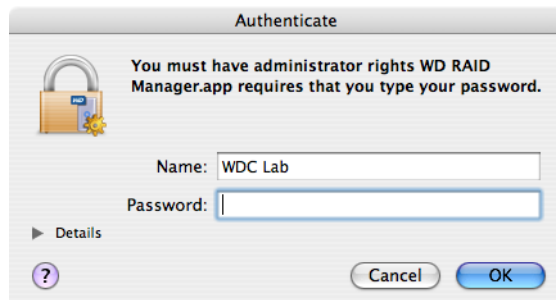 Authenticate
You must have administrator rights WD RAID
Manager.app requires that you type your password.
WD
Name: WDC Lab
Password:
Details
?
Cancel OK